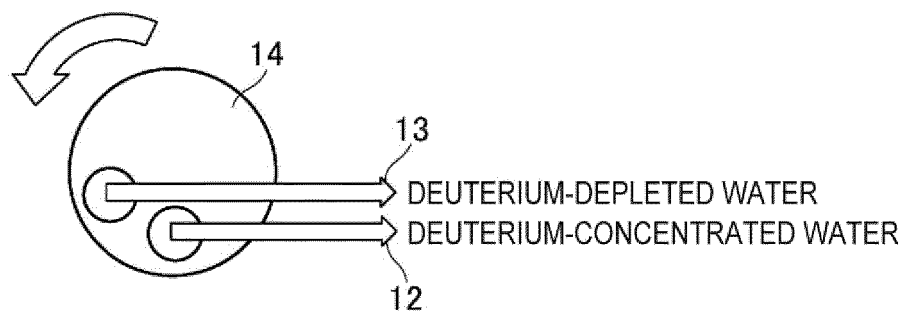 14
13
DEUTERIUM-DEPLETED WATER
DEUTERIUM-CONCENTRATED WATER
12